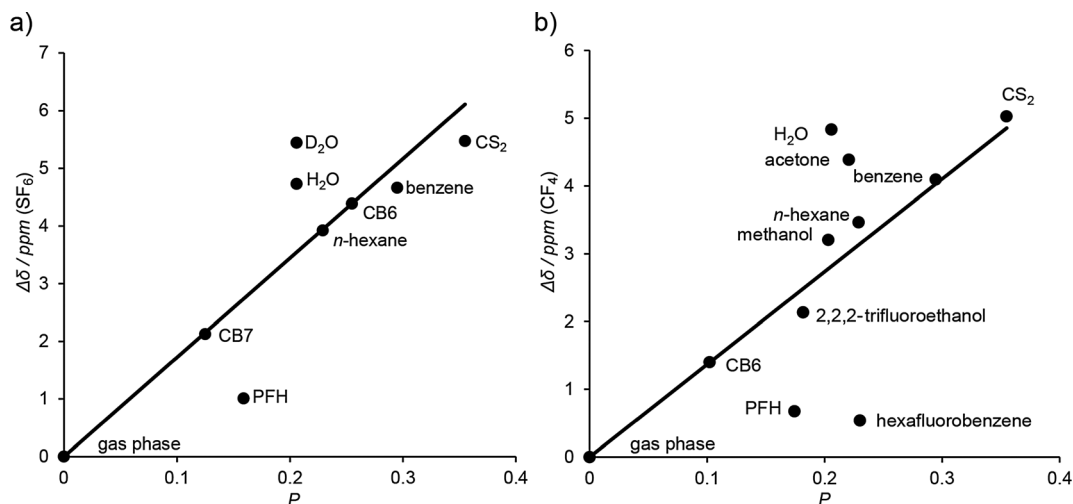 a)
7
6
5
4
3
2
1
0
Δδ / ppm (SF6)
D2O
H2O
CS2
benzene
CB6
n-hexane
CB7
PFH
gas phase
0 0.1 0.2 0.3 0.4
P
b)
6
5
4
3
2
1
0
Δδ / ppm (CF4)
CS2
H2O
acetone
benzene
n-hexane
methanol
2,2,2-trifluoroethanol
CB6
PFH
hexafluorobenzene
gas phase
0 0.1 0.2 0.3 0.4
P